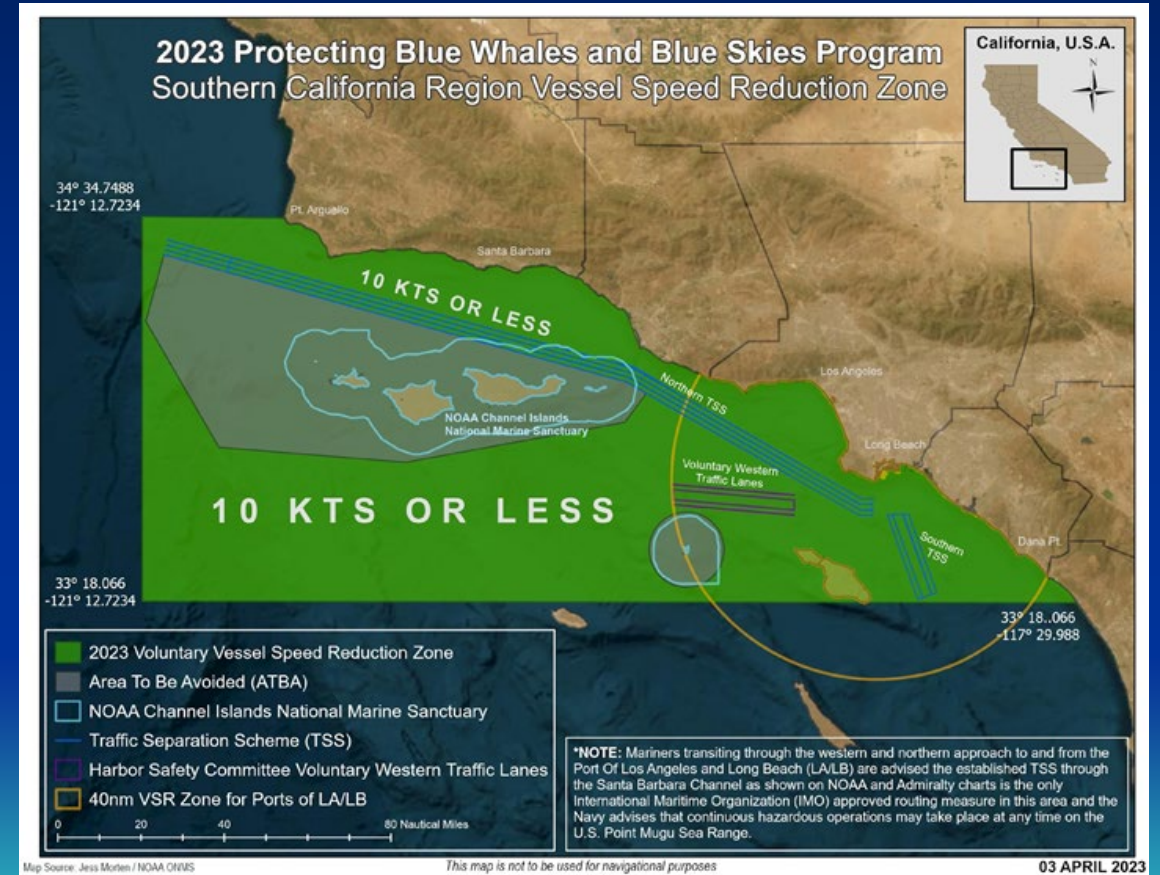 2023 Protecting Blue Whales and Blue Skies Program
Southern California Region Vessel Speed Reduction Zone
California, U.S.A.
N
34° 34.7488
-121° 12.7234
Pt. Arguello
Santa Barbara
10 KTS OR LESS
Los Angeles
Northern TSS
NOAA Channel Islands
National Marine Sanctuary
Long Beach
Voluntary Western
Traffic Lanes
10 KTS OR LESS
Southern
TSS
Dana Pt.
33° 18.066
-121° 12.7234
33° 18..066
-117° 29.988
2023 Voluntary Vessel Speed Reduction Zone
Area To Be Avoided (ATBA)
NOAA Channel Islands National Marine Sanctuary
Traffic Separation Scheme (TSS)
Harbor Safety Committee Voluntary Western Traffic Lanes
40nm VSR Zone for Ports of LA/LB
0 20 40 80 Nautical Miles
*NOTE: Mariners transiting through the western and northern approach to and from the
Port Of Los Angeles and Long Beach (LA/LB) are advised the established TSS through
the Santa Barbara Channel as shown on NOAA and Admiralty charts is the only
International Maritime Organization (IMO) approved routing measure in this area and the
Navy advises that continuous hazardous operations may take place at any time on the
U.S. Point Mugu Sea Range.
Map Source: Jess Morten / NOAA ONMS
This map is not to be used for navigational purposes
03 APRIL 2023